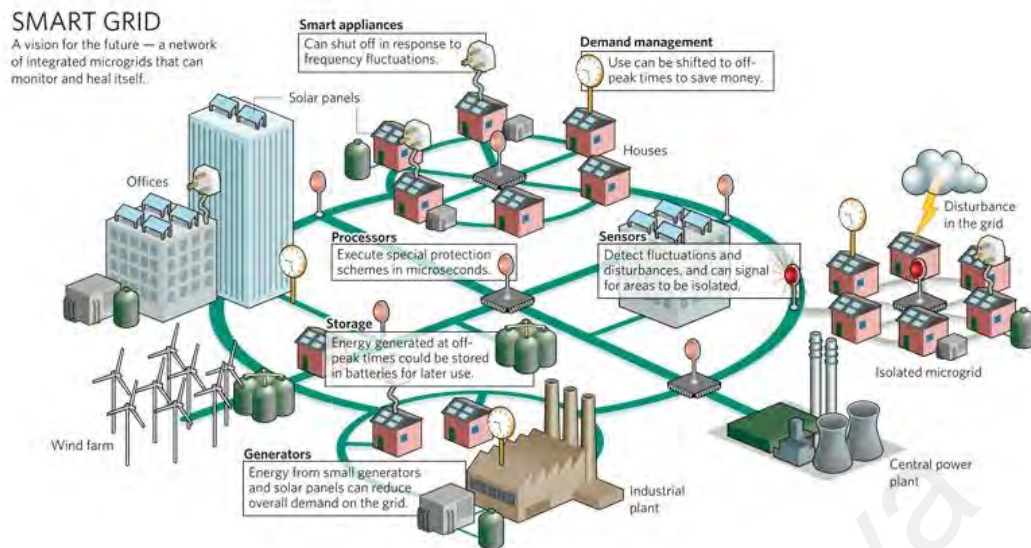 SMART GRID
A vision for the future — a network
of integrated microgrids that can
monitor and heal itself.
Smart appliances
Can shut off in response to
frequency fluctuations.
Demand management
Use can be shifted to off-
peak times to save money.
Solar panels
Houses
Offices
Disturbance
in the grid
Processors
Execute special protection
schemes in microseconds.
Sensors
Detect fluctuations and
disturbances, and can signal
for areas to be isolated.
Storage
Energy generated at off-
peak times could be stored
in batteries for later use.
Isolated microgrid
Wind farm
Generators
Energy from small generators
and solar panels can reduce
overall demand on the grid.
Industrial
plant
Central power
plant